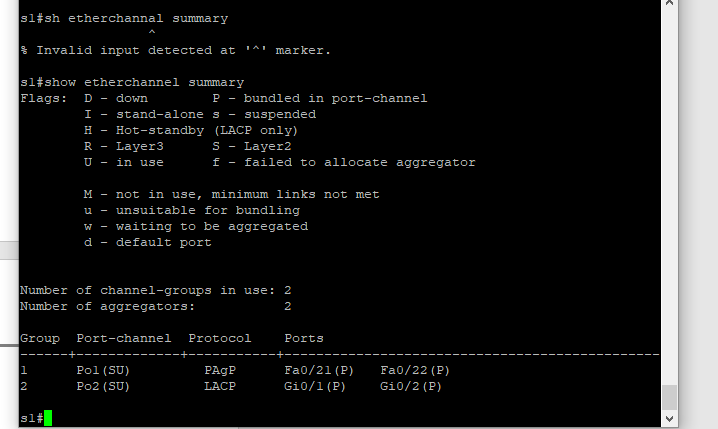 s1#sh etherchannal summary
^
% Invalid input detected at '^' marker.
s1#show etherchannel summary
Flags:  D - down        P - bundled in port-channel
        I - stand-alone s - suspended
        H - Hot-standby (LACP only)
        R - Layer3      S - Layer2
        U - in use      f - failed to allocate aggregator
        M - not in use, minimum links not met
        u - unsuitable for bundling
        w - waiting to be aggregated
        d - default port
Number of channel-groups in use: 2
Number of aggregators:           2
Group  Port-channel  Protocol    Ports
------+-------------+-----------+-----------------------------------------------
1      Po1(SU)         PAgP      Fa0/21(P)   Fa0/22(P)
2      Po2(SU)         LACP      Gi0/1(P)    Gi0/2(P)
s1#